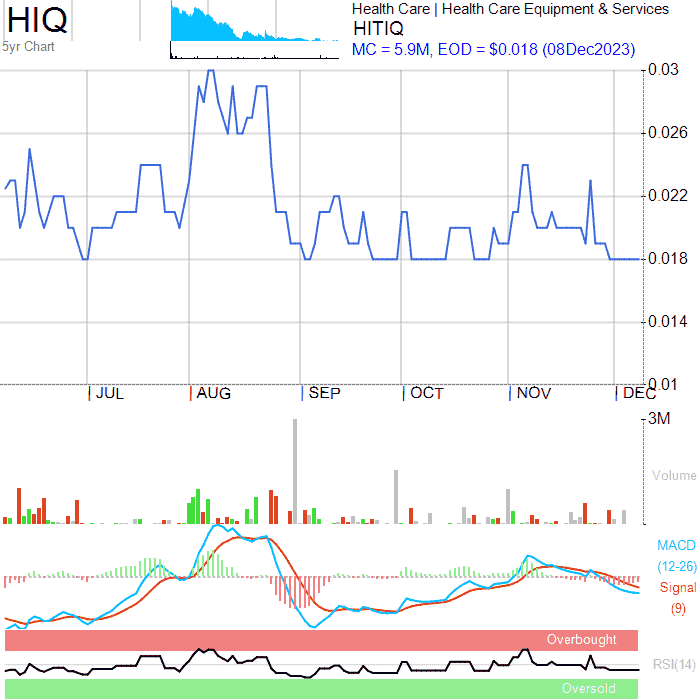 HIQ
5yr Chart
Health Care | Health Care Equipment & Services
HITIQ
MC = 5.9M, EOD = $0.018 (08Dec2023)
0.03
0.026
0.022
0.018
0.014
0.01
JUL AUG SEP OCT NOV DEC
3M
Volume
MACD
(12-26)
Signal
(9)
Overbought
RSI(14)
Oversold